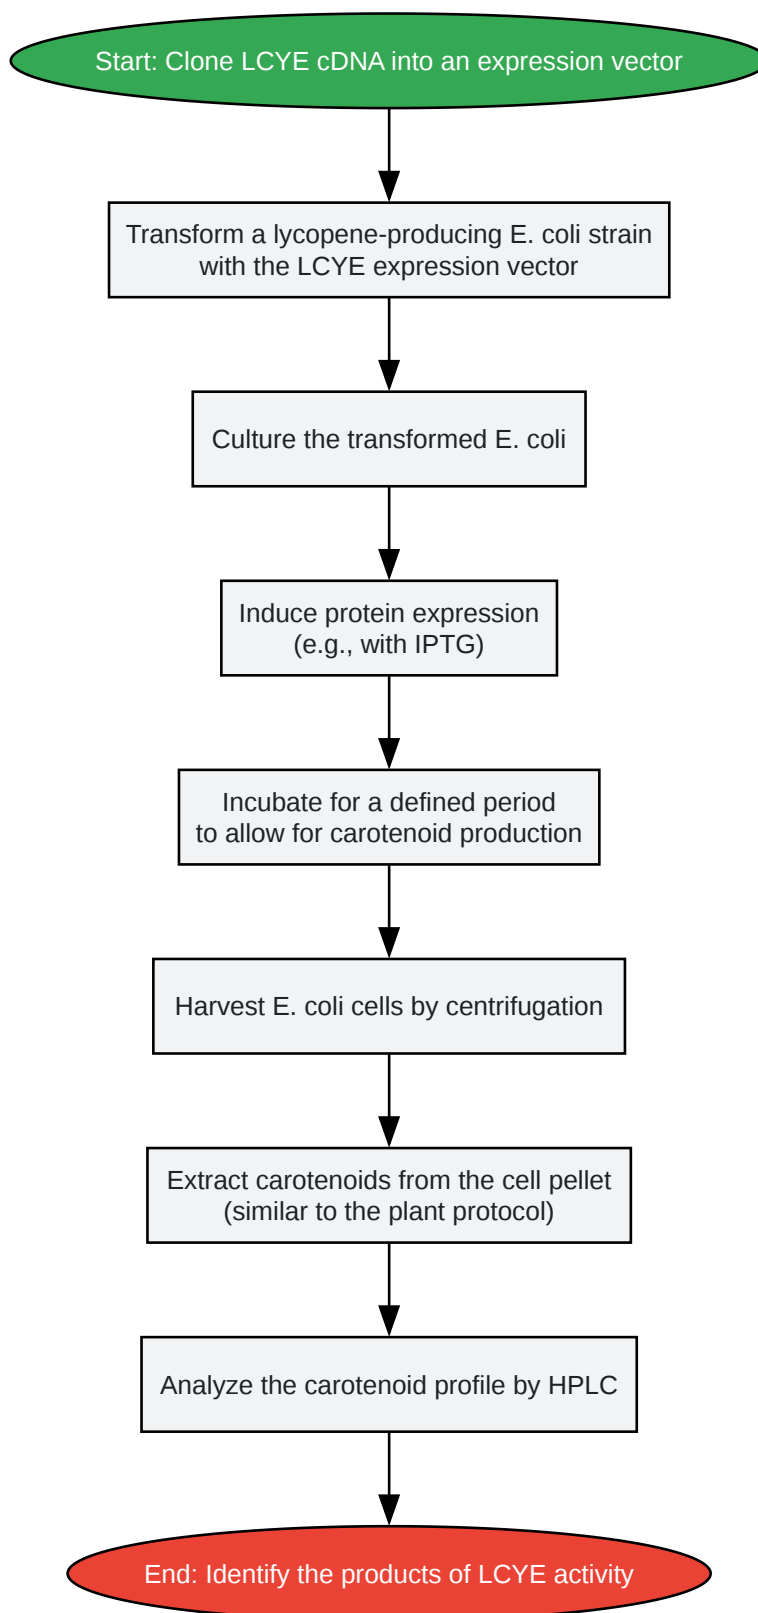 Start: Clone LCYE cDNA into an expression vector
Transform a lycopene-producing E. coli strain
with the LCYE expression vector
Culture the transformed E. coli
Induce protein expression
(e.g., with IPTG)
Incubate for a defined period
to allow for carotenoid production
Harvest E. coli cells by centrifugation
Extract carotenoids from the cell pellet
(similar to the plant protocol)
Analyze the carotenoid profile by HPLC
End: Identify the products of LCYE activity